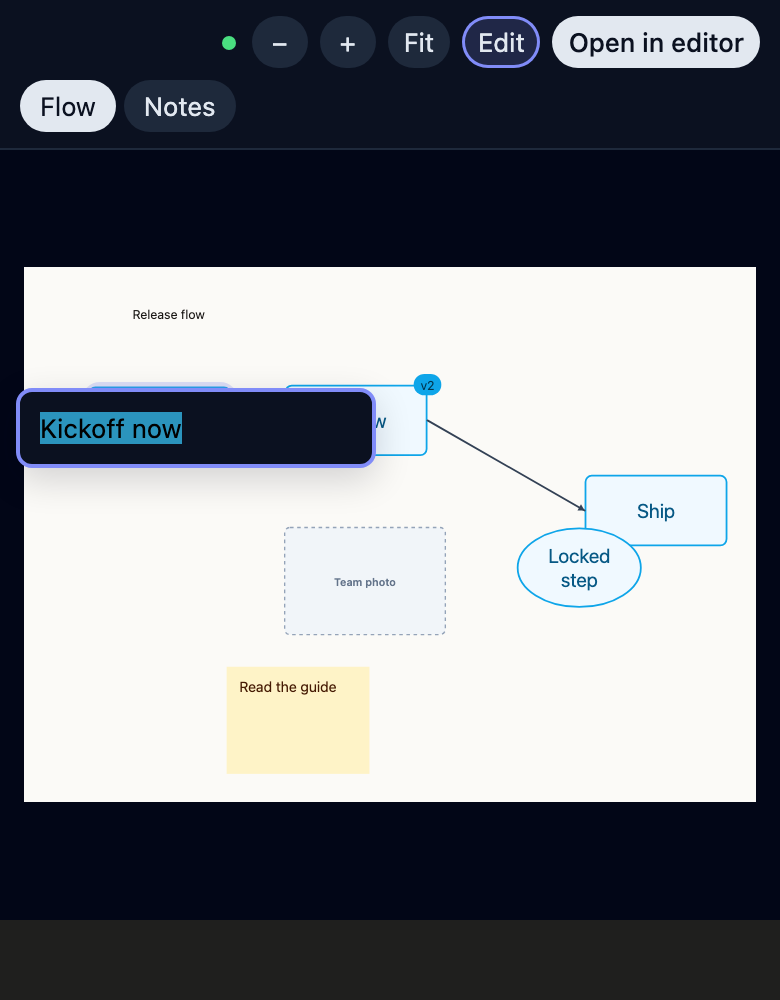 − + Fit Edit Open in editor
Flow Notes
Release flow
v2
Kickoff now
Ship
Locked
step
Team photo
Read the guide